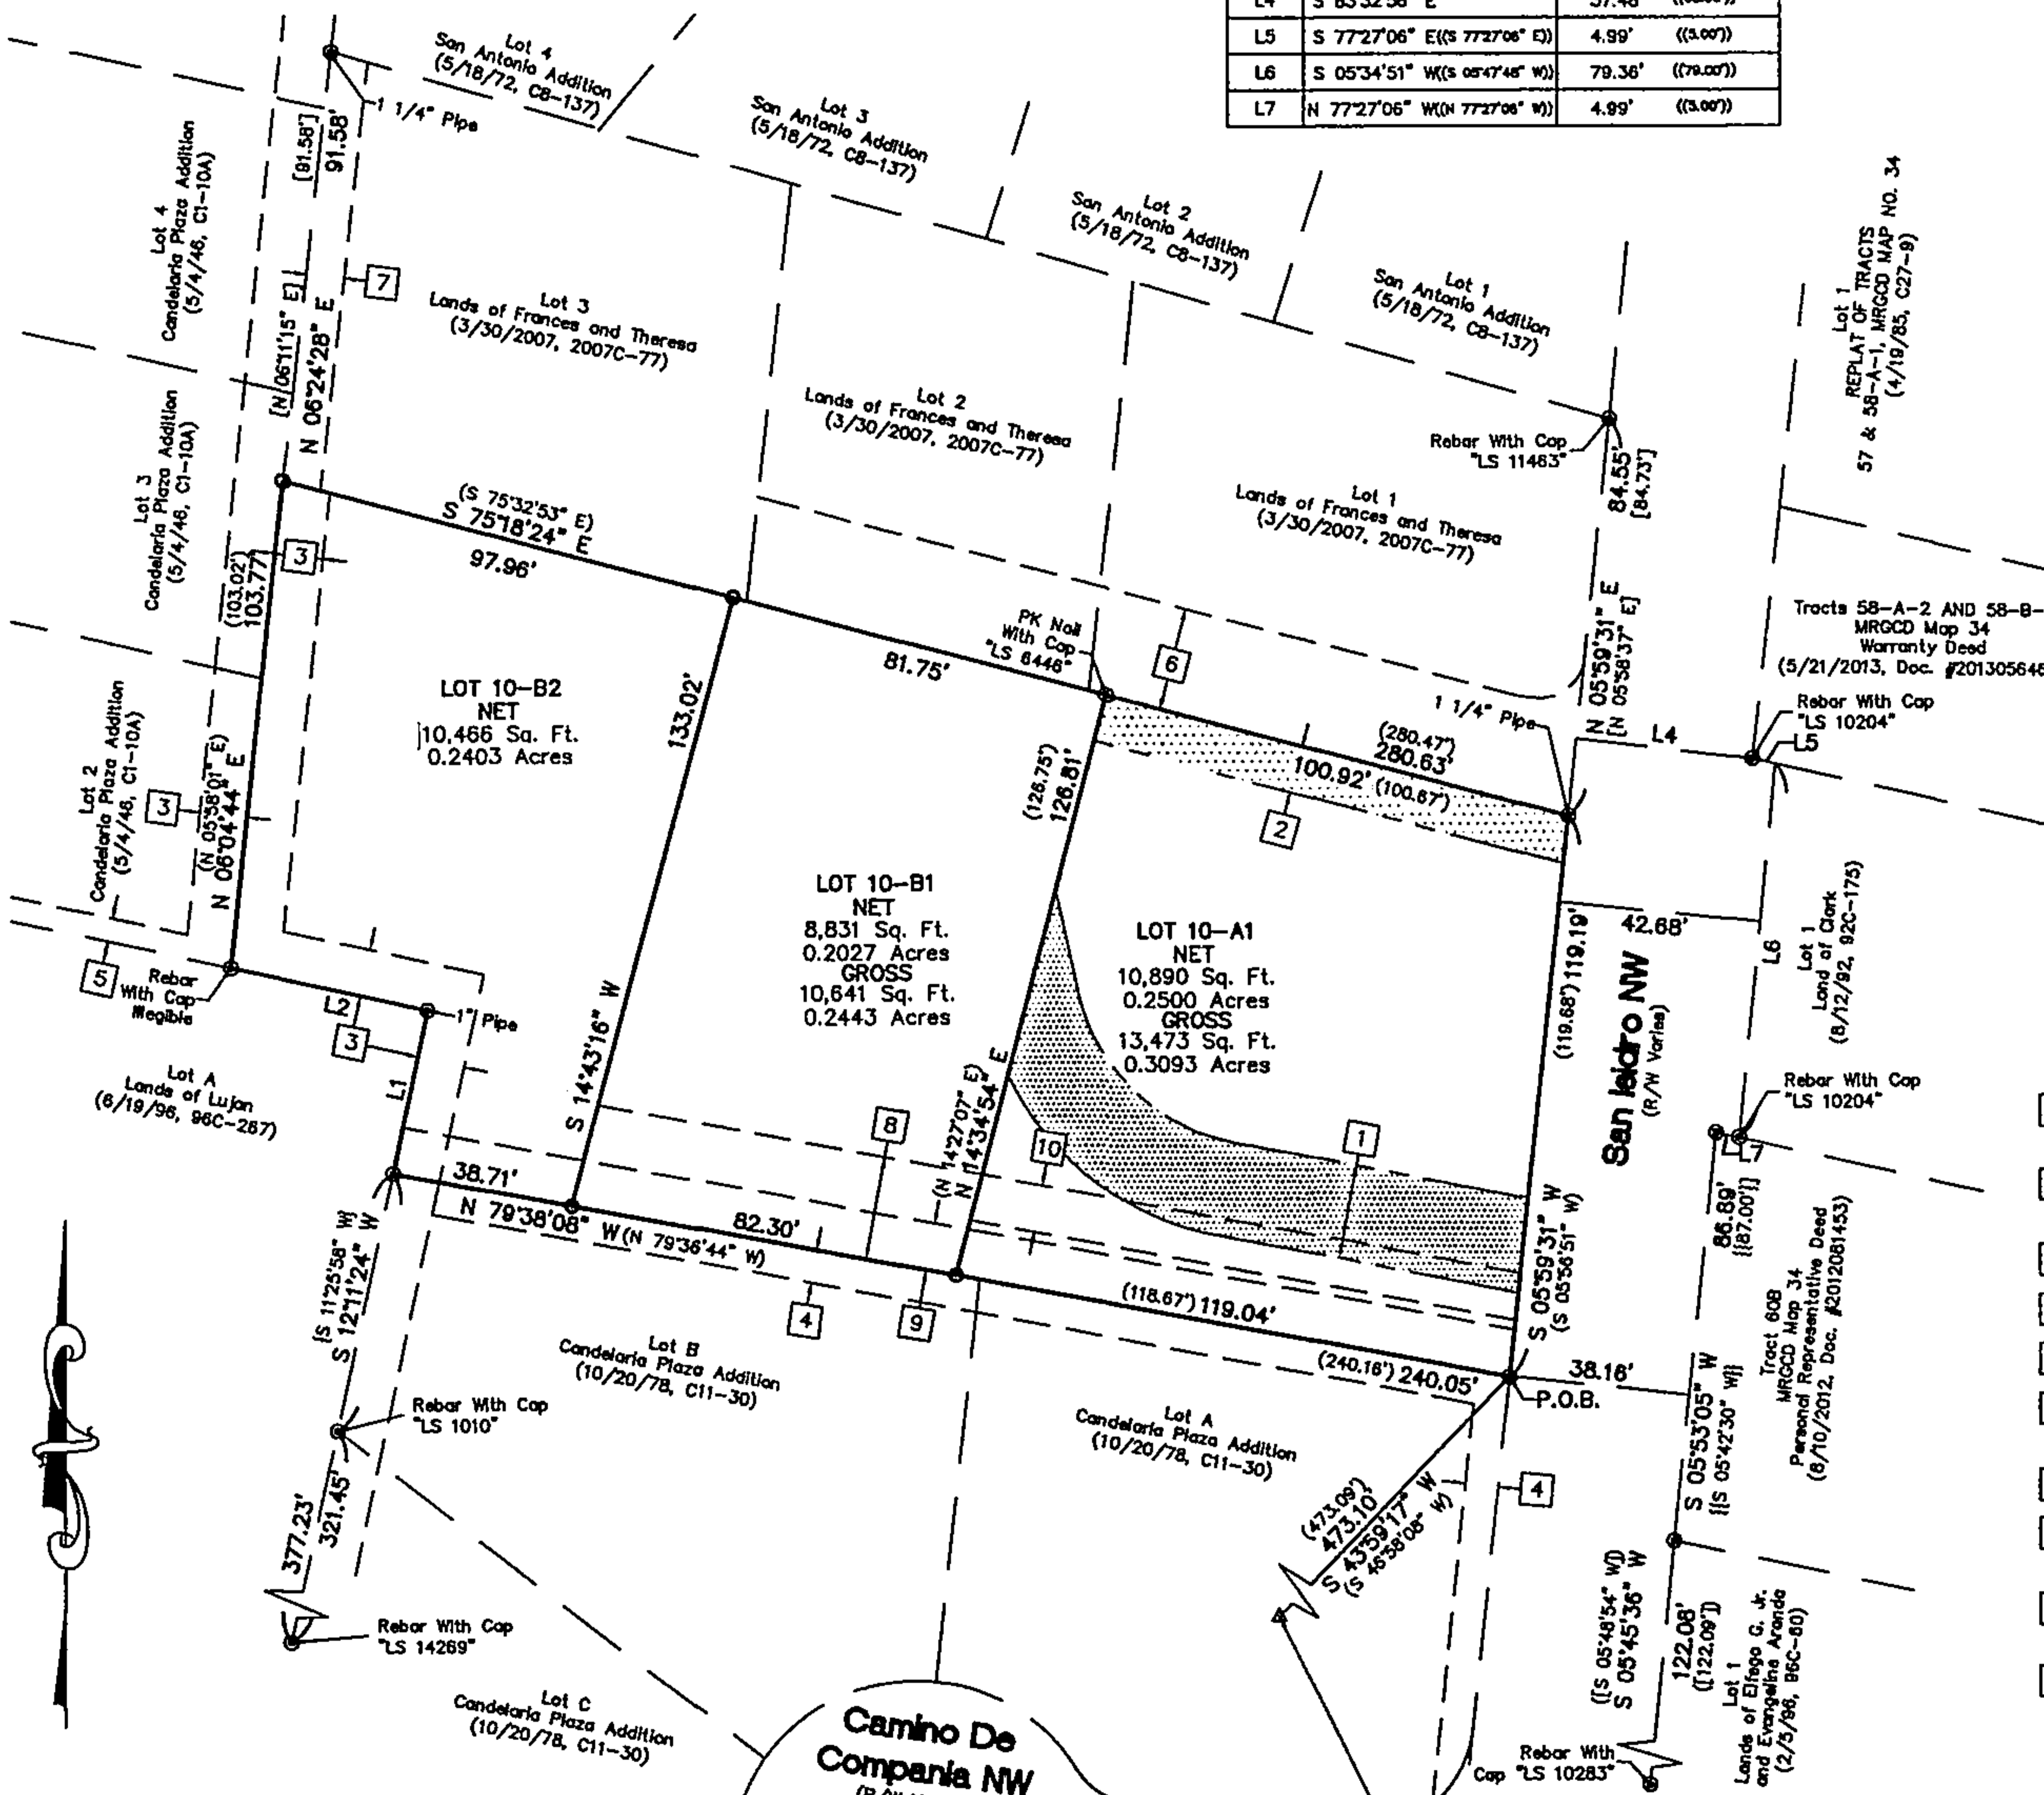 L4 S 83°32'58" E
L5 S 77°27'06" E((S 77°27'06" E)) 4.99' ((5.00'))
L6 S 05°34'51" W((S 05°47'48" W)) 79.36' ((79.00'))
L7 N 77°27'06" W((N 77°27'06" W)) 4.99' ((5.00'))
Lot 4
San Antonio Addition
(5/18/72, C8-137)
1 1/4" Pipe
Lot 3
San Antonio Addition
(5/18/72, C8-137)
Lot 2
San Antonio Addition
(5/18/72, C8-137)
Lot 1
San Antonio Addition
(5/18/72, C8-137)
Lot 1
REPLAT OF TRACTS
57 & 58-A-1, MRGCD MAP NO. 34
(4/19/85, C27-9)
Lot 4
Candelaria Plaza Addition
(5/4/46, C1-10A)
[91.58']
91.58'
[N 06°11'15" E]
N 06°24'28" E
7
Lot 3
Lands of Frances and Theresa
(3/30/2007, 2007C-77)
Lot 2
Lands of Frances and Theresa
(3/30/2007, 2007C-77)
Lot 1
Lands of Frances and Theresa
(3/30/2007, 2007C-77)
Rebar With Cap
"LS 11463"
84.55'
[84.73']
N 05°59'31" E
[N 05°58'37" E]
Lot 3
Candelaria Plaza Addition
(5/4/46, C1-10A)
(103.02')
103.77'
3
(S 75°32'53" E)
S 75°18'24" E
97.96'
81.75'
PK Nail
With Cap
"LS 6446"
6
1 1/4" Pipe
Tracts 58-A-2 AND 58-B-
MRGCD Map 34
Warranty Deed
(5/21/2013, Doc. #201305646
Rebar With Cap
"LS 10204"
L4
L5
Lot 2
Candelaria Plaza Addition
(5/4/46, C1-10A)
3
(N 05°58'01" E)
N 06°04'44" E
LOT 10-B2
NET
10,466 Sq. Ft.
0.2403 Acres
133.02'
S 14°43'16" W
(126.75')
126.81'
(280.47')
280.63'
100.92' (100.67')
2
LOT 10-B1
NET
8,831 Sq. Ft.
0.2027 Acres
GROSS
10,641 Sq. Ft.
0.2443 Acres
LOT 10-A1
NET
10,890 Sq. Ft.
0.2500 Acres
GROSS
13,473 Sq. Ft.
0.3093 Acres
42.68'
(119.68') 119.19'
San Isidro NW
(R/W Varies)
L6
Lot 1
Land of Clark
(8/12/92, 92C-175)
5
Rebar
With Cap
Illegible
L2
3
1" Pipe
L1
Lot A
Lands of Lujan
(6/19/96, 96C-267)
8
(N 14°27'07" E)
N 14°34'54" E
10
1
Rebar With Cap
"LS 10204"
L7
86.89'
[[87.00']]
38.71'
82.30'
N 79°38'08" W (N 79°36'44" W)
4
9
(118.67') 119.04'
(240.16') 240.05'
S 05°59'31" W
(S 05°56'51" W)
38.16'
P.O.B.
Tract 60B
MRGCD Map 34
Personal Representative Deed
(8/10/2012, Doc. #2012081453)
S 05°53'05" W
[[S 05°42'30" W]]
[S 11°25'58" W]
S 12°11'24" W
Lot B
Candelaria Plaza Addition
(10/20/78, C11-30)
Rebar With Cap
"LS 1010"
Lot A
Candelaria Plaza Addition
(10/20/78, C11-30)
4
(473.09')
473.10'
S 43°59'17" W
(S 46°58'08" W)
377.23'
321.45'
Rebar With Cap
"LS 14269"
Lot C
Candelaria Plaza Addition
(10/20/78, C11-30)
Camino De
Compania NW
([S 05°48'54" W])
S 05°45'36" W
122.08'
([122.09'])
Lot 1
Lands of Elfego G. Jr.
and Evangelina Aranda
(2/5/96, 96C-60)
Rebar With
Cap "LS 10283"